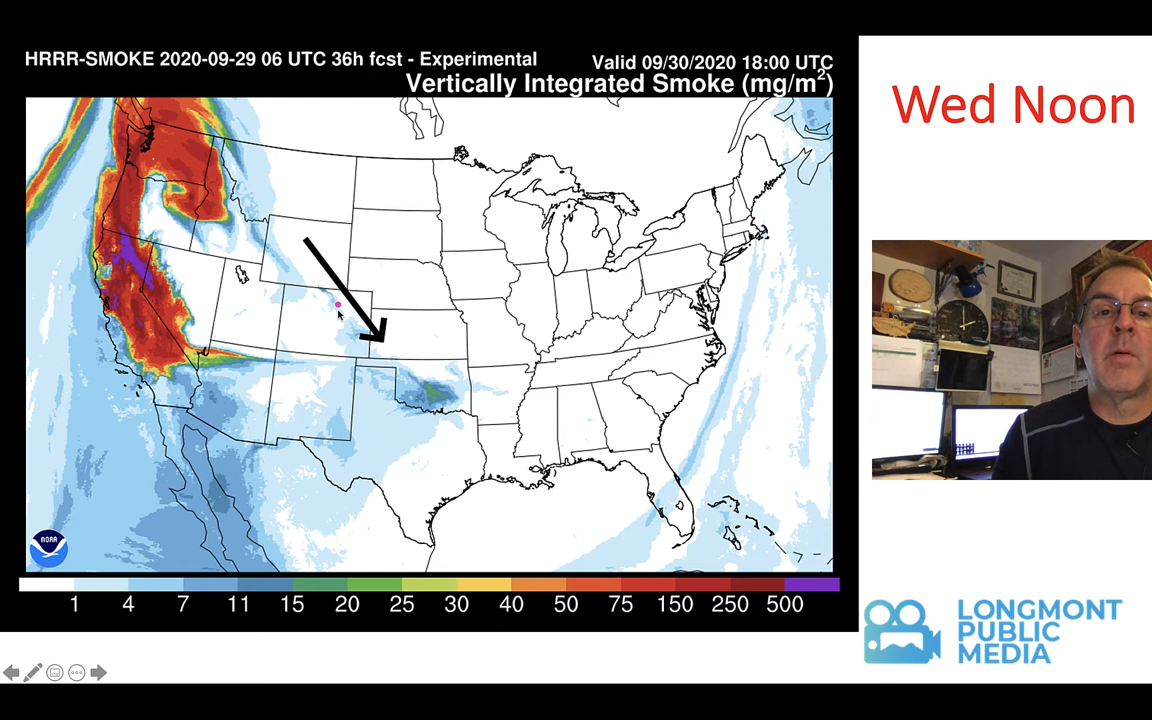 HRRR-SMOKE 2020-09-29 06 UTC 36h fcst - Experimental
Valid 09/30/2020 18:00 UTC
Vertically Integrated Smoke (mg/m²)
Wed Noon
NOAA
1 4 7 11 15 20 25 30 40 50 75 150 250 500
LONGMONT
PUBLIC
MEDIA